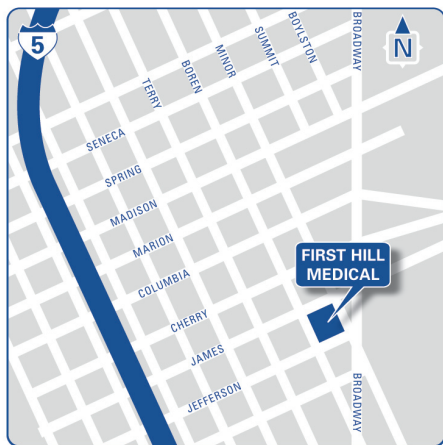 5
N
TERRY
BOREN
MINOR
SUMMIT
BOYLSTON
BROADWAY
SENECA
SPRING
MADISON
MARION
COLUMBIA
CHERRY
JAMES
JEFFERSON
FIRST HILL
MEDICAL
BROADWAY